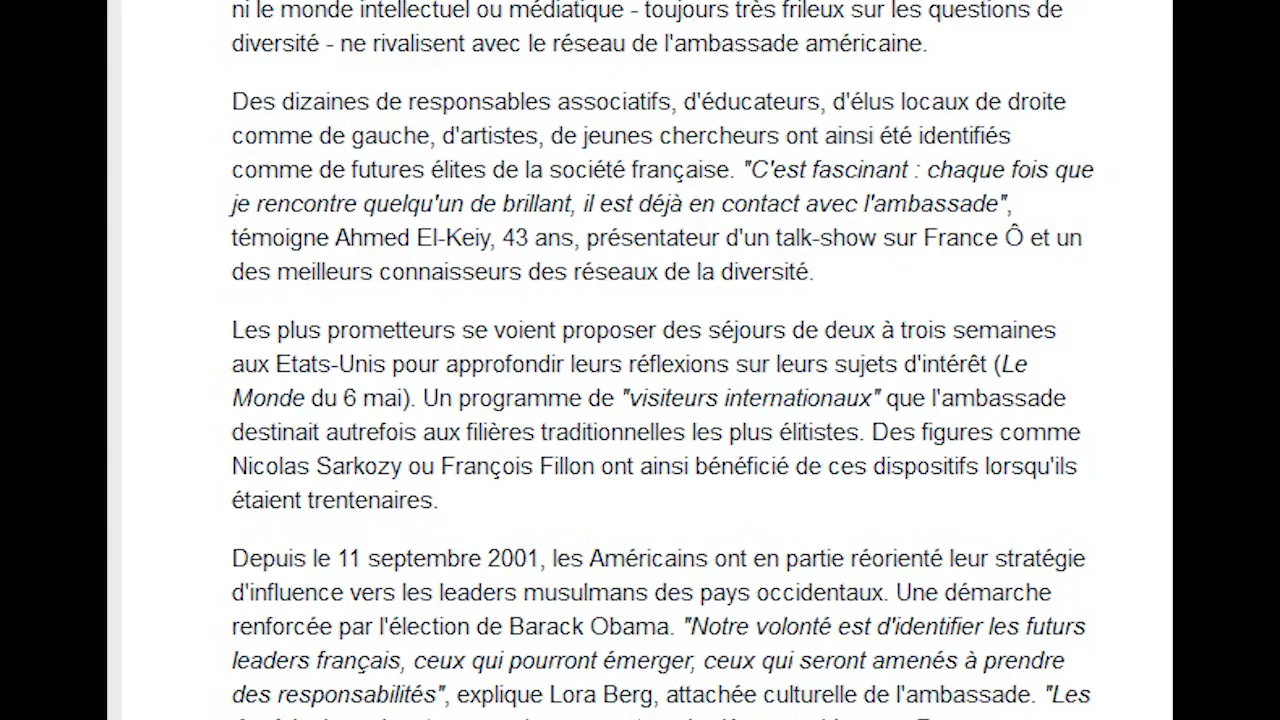 ni le monde intellectuel ou médiatique - toujours très frileux sur les questions de
diversité - ne rivalisent avec le réseau de l'ambassade américaine.
Des dizaines de responsables associatifs, d'éducateurs, d'élus locaux de droite
comme de gauche, d'artistes, de jeunes chercheurs ont ainsi été identifiés
comme de futures élites de la société française. "C'est fascinant : chaque fois que
je rencontre quelqu'un de brillant, il est déjà en contact avec l'ambassade",
témoigne Ahmed El-Keiy, 43 ans, présentateur d'un talk-show sur France Ô et un
des meilleurs connaisseurs des réseaux de la diversité.
Les plus prometteurs se voient proposer des séjours de deux à trois semaines
aux Etats-Unis pour approfondir leurs réflexions sur leurs sujets d'intérêt (Le
Monde du 6 mai). Un programme de "visiteurs internationaux" que l'ambassade
destinait autrefois aux filières traditionnelles les plus élitistes. Des figures comme
Nicolas Sarkozy ou François Fillon ont ainsi bénéficié de ces dispositifs lorsqu'ils
étaient trentenaires.
Depuis le 11 septembre 2001, les Américains ont en partie réorienté leur stratégie
d'influence vers les leaders musulmans des pays occidentaux. Une démarche
renforcée par l'élection de Barack Obama. "Notre volonté est d'identifier les futurs
leaders français, ceux qui pourront émerger, ceux qui seront amenés à prendre
des responsabilités", explique Lora Berg, attachée culturelle de l'ambassade. "Les